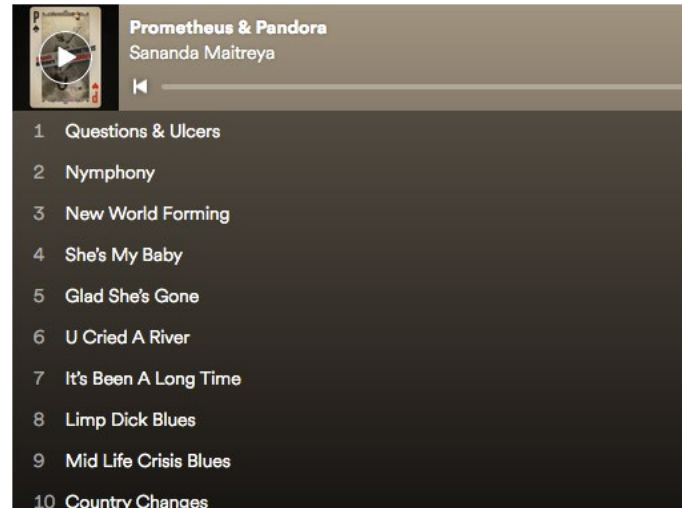 Prometheus & Pandora
Sananda Maitreya
1 Questions & Ulcers
2 Nymphony
3 New World Forming
4 She's My Baby
5 Glad She's Gone
6 U Cried A River
7 It's Been A Long Time
8 Limp Dick Blues
9 Mid Life Crisis Blues
10 Country Changes